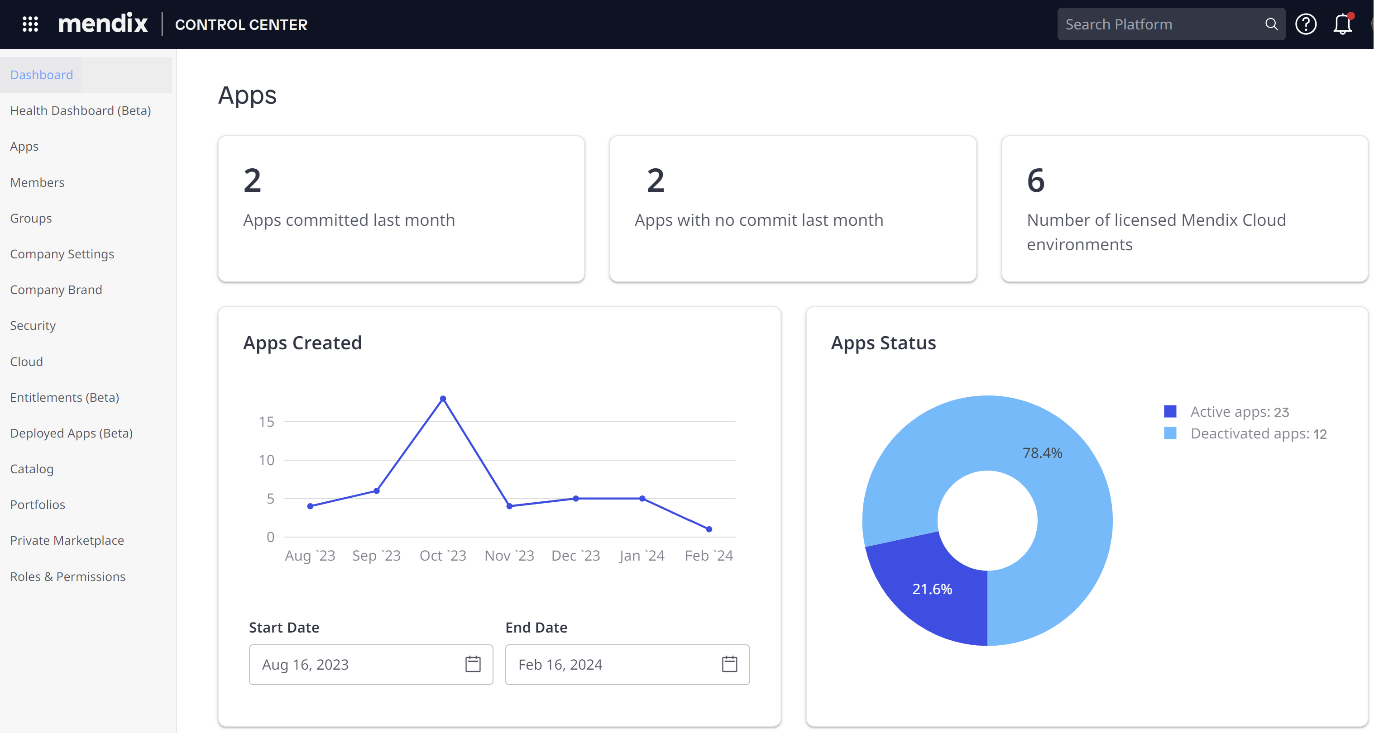 mendix CONTROL CENTER
Search Platform
Dashboard
Health Dashboard (Beta)
Apps
Members
Groups
Company Settings
Company Brand
Security
Cloud
Entitlements (Beta)
Deployed Apps (Beta)
Catalog
Portfolios
Private Marketplace
Roles & Permissions
Apps
2
Apps committed last month
2
Apps with no commit last month
6
Number of licensed Mendix Cloud
environments
Apps Created
15
10
5
0
Aug `23 Sep `23 Oct `23 Nov `23 Dec `23 Jan `24 Feb `24
Start Date
Aug 16, 2023
End Date
Feb 16, 2024
Apps Status
78.4%
21.6%
Active apps: 23
Deactivated apps: 12